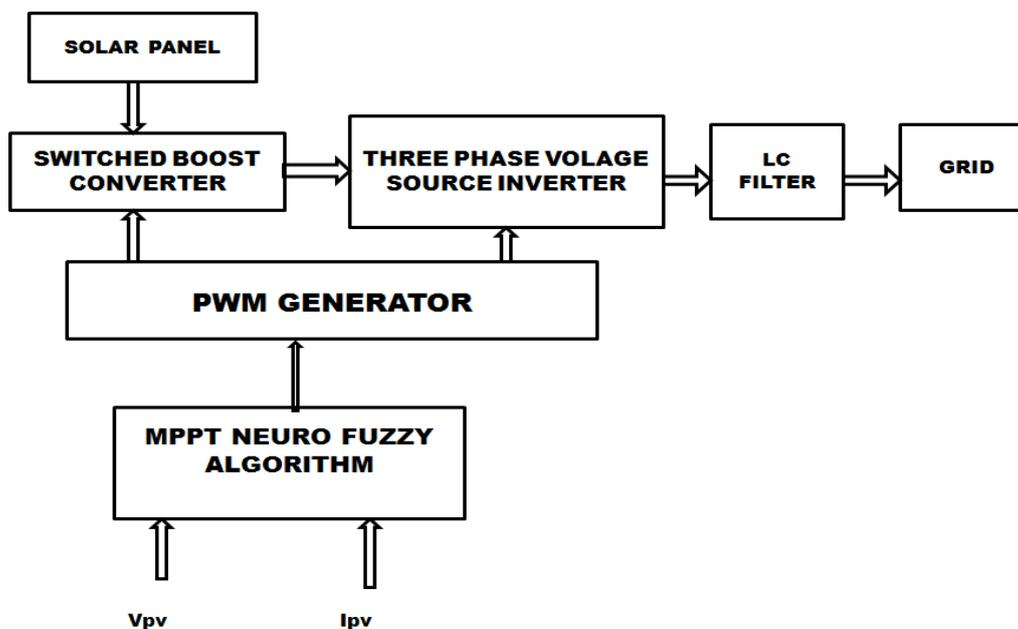 SOLAR PANEL
SWITCHED BOOST
CONVERTER
THREE PHASE VOLAGE
SOURCE INVERTER
LC
FILTER
GRID
PWM GENERATOR
MPPT NEURO FUZZY
ALGORITHM
Vpv
Ipv